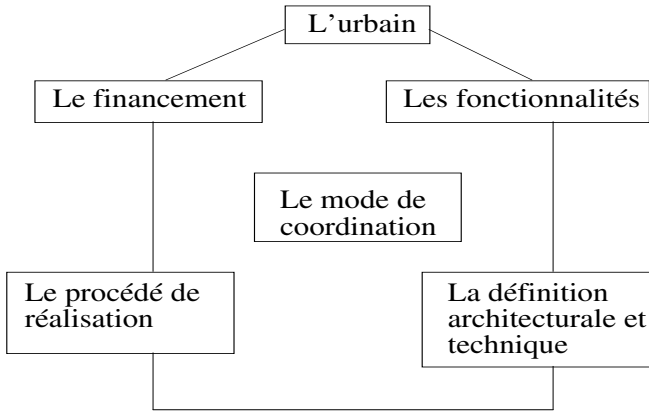 L'urbain
Le financement
Les fonctionnalités
Le mode de
coordination
Le procédé de
réalisation
La définition
architecturale et
technique